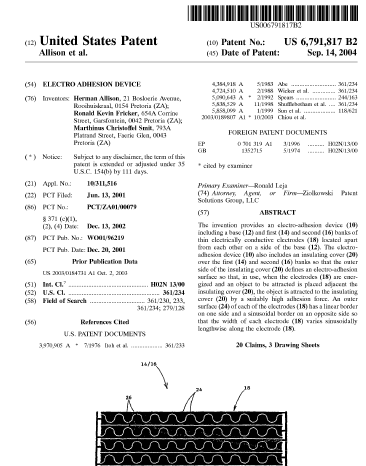 US006791817B2
(12) United States Patent
Allison et al.
(10) Patent No.: US 6,791,817 B2
(45) Date of Patent: Sep. 14, 2004
(54) ELECTRO ADHESION DEVICE
(76) Inventors: Herman Allison, 21 Bosloerie Avenue,
Rooihuiskraal, 0154 Pretoria (ZA);
Ronald Kevin Fricker, 654A Corrine
Street, Garsfontein, 0042 Pretoria (ZA);
Marthinus Christoffel Smit, 793A
Flatrand Street, Faerie Glen, 0043
Pretoria (ZA)
(*) Notice: Subject to any disclaimer, the term of this
patent is extended or adjusted under 35
U.S.C. 154(b) by 111 days.
(21) Appl. No.: 10/311,516
(22) PCT Filed: Jun. 13, 2001
(86) PCT No.: PCT/ZA01/00079
§ 371 (c)(1),
(2), (4) Date: Dec. 13, 2002
(87) PCT Pub. No.: WO01/96219
PCT Pub. Date: Dec. 20, 2001
(65) Prior Publication Data
US 2003/0184731 A1 Oct. 2, 2003
(51) Int. Cl.7 H02N 13/00
(52) U.S. Cl. 361/234
(58) Field of Search 361/230, 233,
361/234; 279/128
(56) References Cited
U.S. PATENT DOCUMENTS
3,970,905 A * 7/1976 Itoh et al. 361/233
4,384,918 A 5/1983 Abe 361/234
4,724,510 A 2/1988 Wicker et al. 361/234
5,090,643 A * 2/1992 Spears 244/163
5,838,529 A 11/1998 Shufflebotham et al. 361/234
5,858,099 A 1/1999 Sun et al. 118/621
2003/0189807 A1 * 10/2003 Chiou et al.
FOREIGN PATENT DOCUMENTS
EP 0 701 319 A1 3/1996 H02N/13/00
GB 1352715 5/1974 H02N/13/00
* cited by examiner
Primary Examiner—Ronald Leja
(74) Attorney, Agent, or Firm—Ziolkowski Patent
Solutions Group, LLC
(57) ABSTRACT
The invention provides an electro-adhesion device (10)
including a base (12) and first (14) and second (16) banks of
thin electrically conductive electrodes (18) located apart
from each other on a side of the base (12). The electro-
adhesion device (10) also includes an insulating cover (20)
over the first (14) and second (16) banks so that the outer
side of the insulating cover (20) defines an electro-adhesion
surface so that, in use, when the electrodes (18) are ener-
gized and an object to be attracted is placed adjacent the
insulating cover (20), the object is attracted to the insulating
cover (20) by a suitably high adhesion force. An outer
surface (24) of each of the electrodes (18) has a linear border
on one side and a sinusoidal border on an opposite side so
that the width of each electrode (18) varies sinusoidally
lengthwise along the electrode (18).
20 Claims, 3 Drawing Sheets
14/16
26
24
18